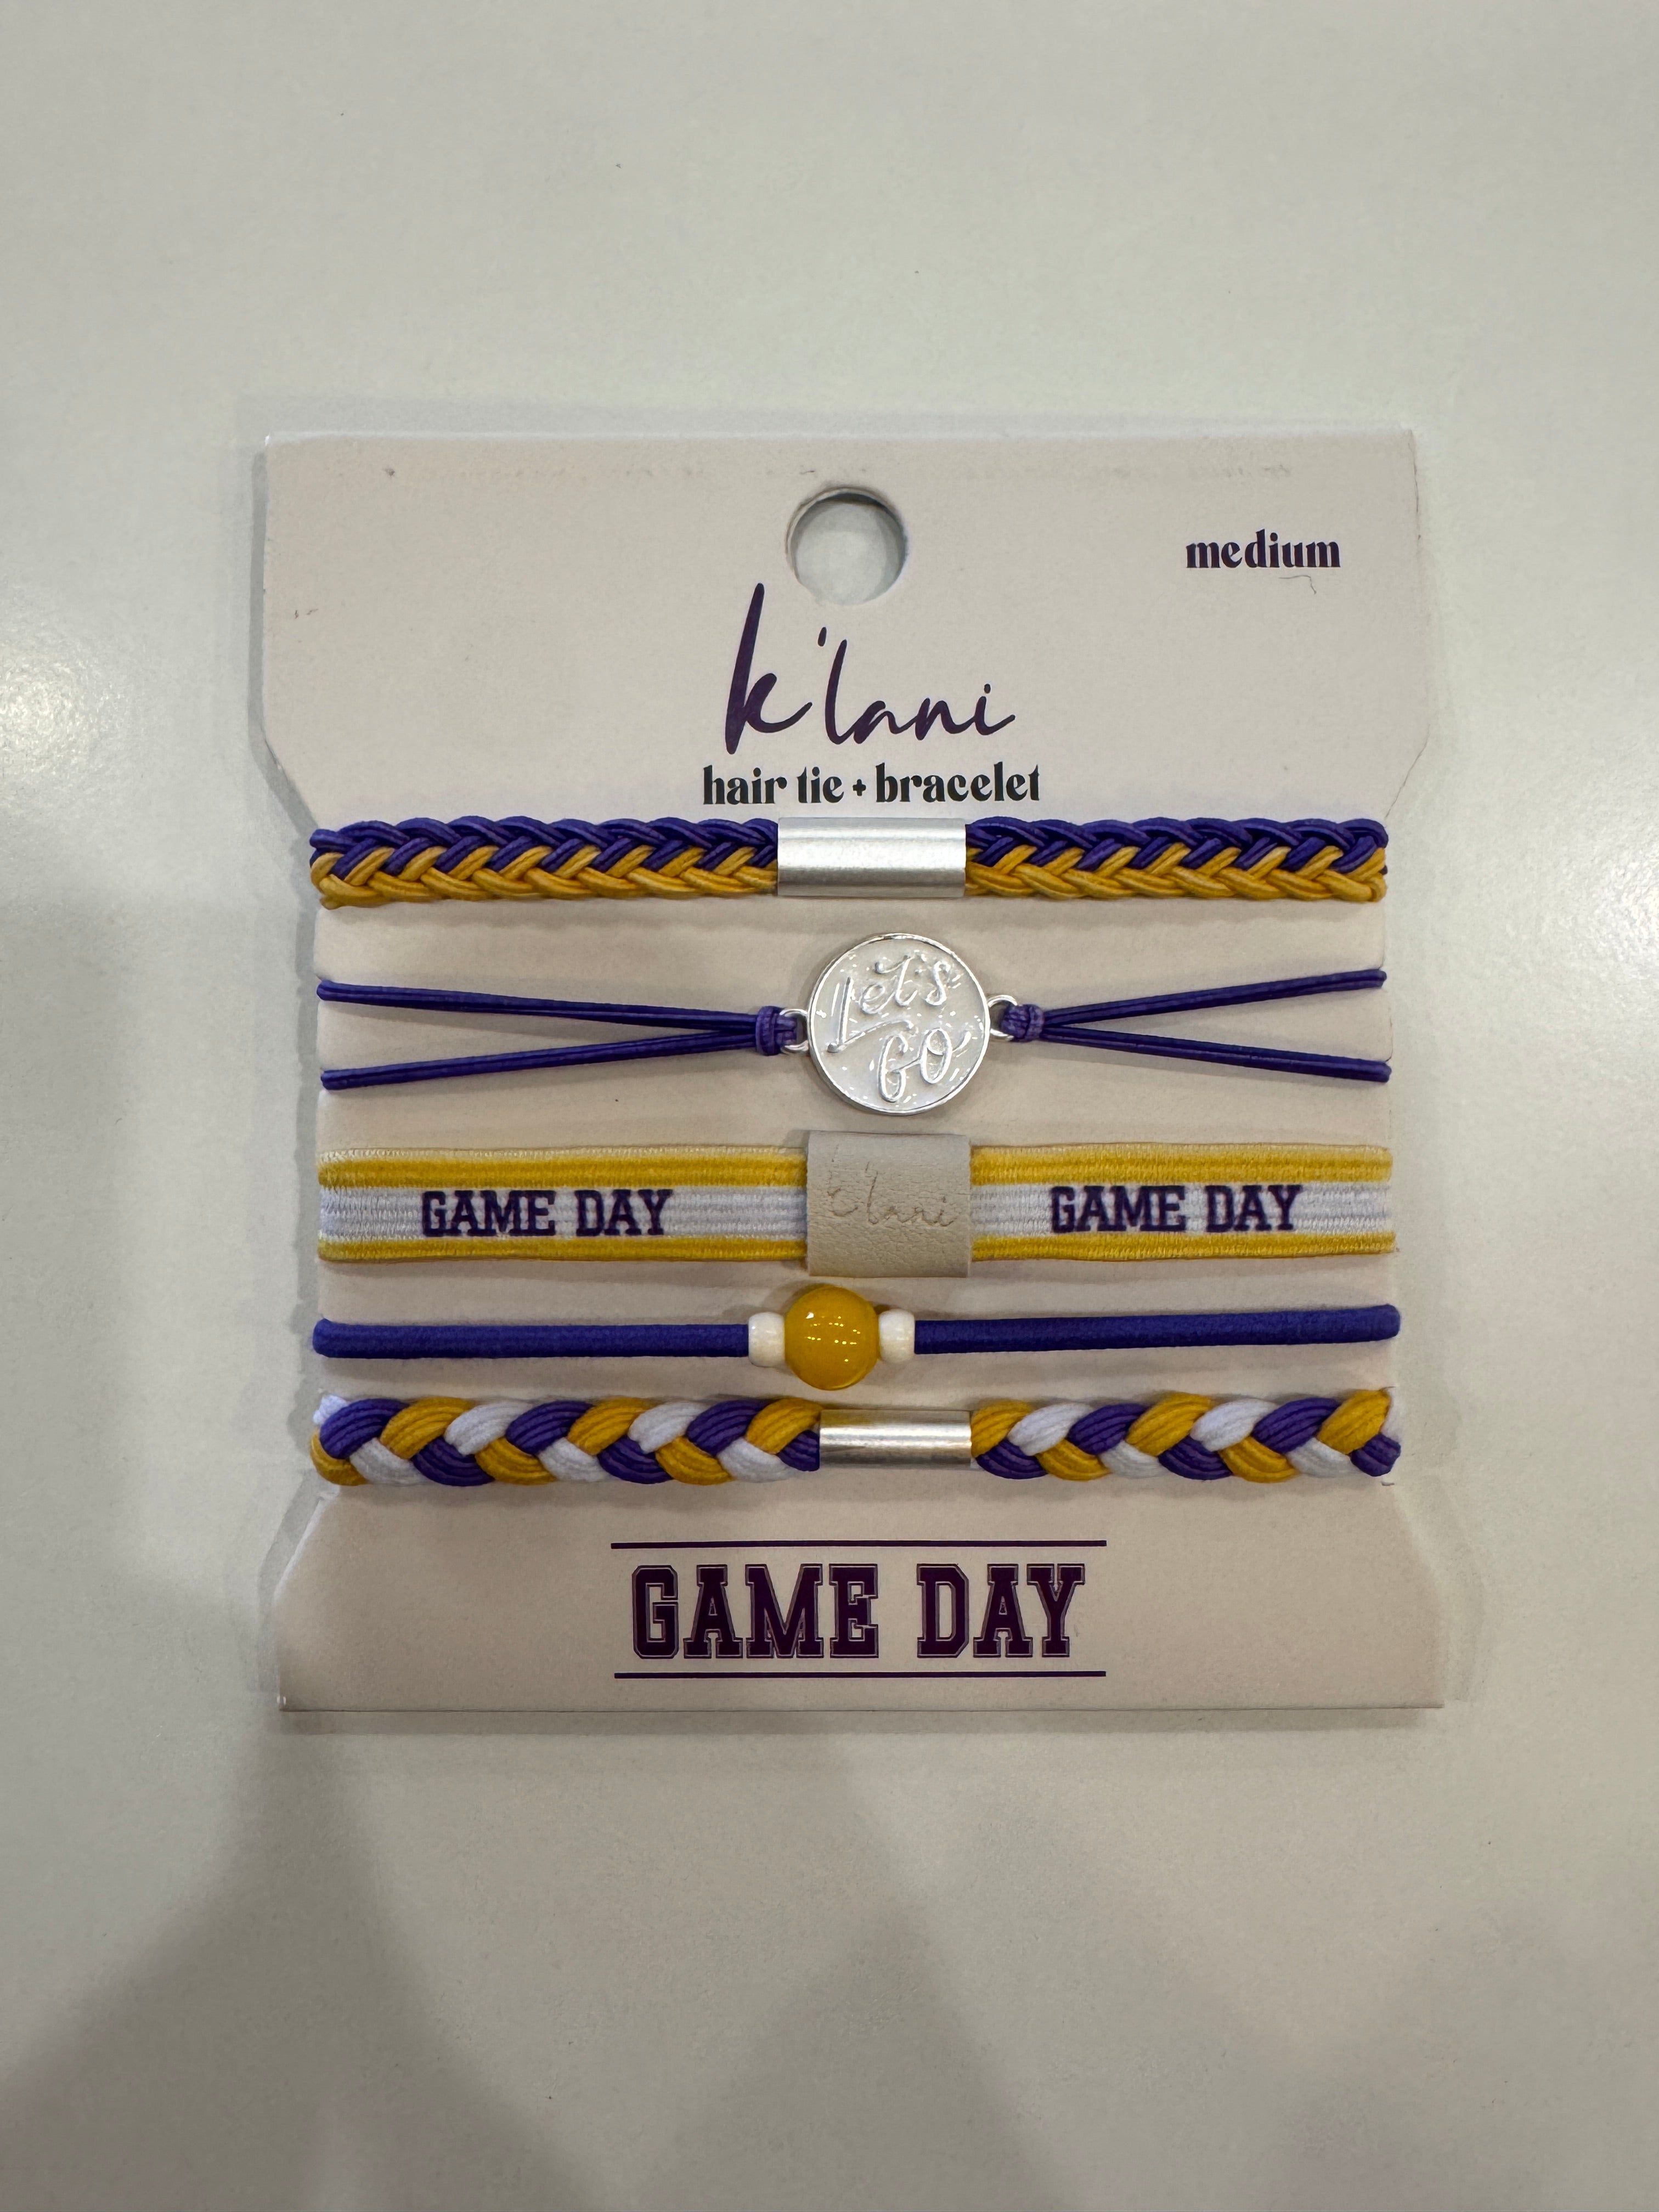 medium
k'lani
hair tie + bracelet
Let's
GO
GAME DAY
k'lani
GAME DAY
GAME DAY